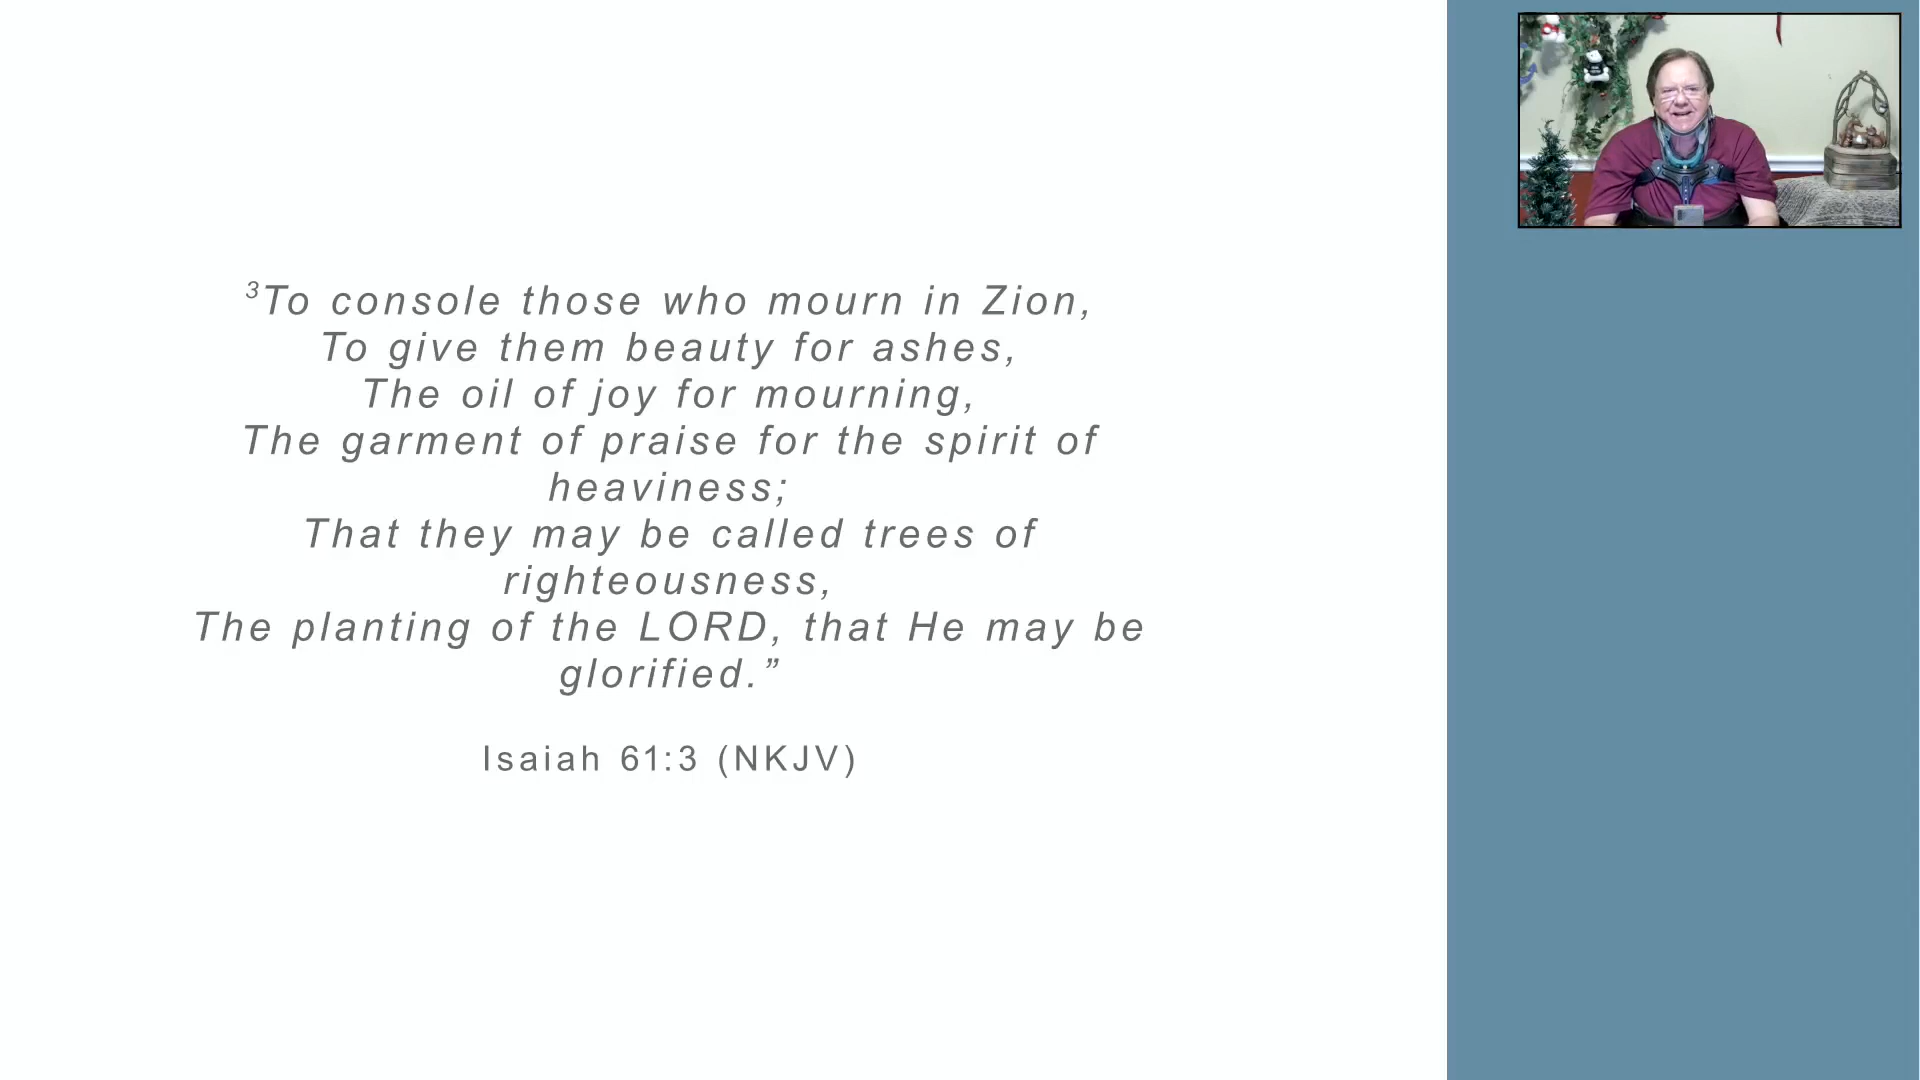 ³To console those who mourn in Zion,
To give them beauty for ashes,
The oil of joy for mourning,
The garment of praise for the spirit of
heaviness;
That they may be called trees of
righteousness,
The planting of the LORD, that He may be
glorified.”
Isaiah 61:3 (NKJV)